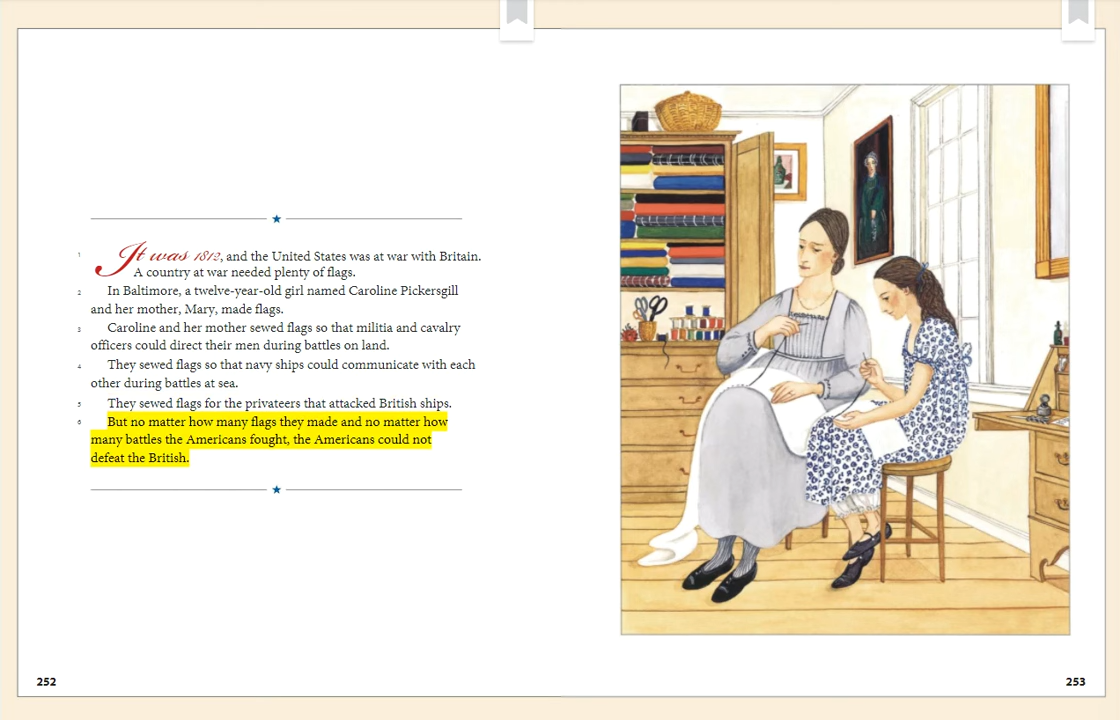 1 It was 1812, and the United States was at war with Britain.
A country at war needed plenty of flags.
2 In Baltimore, a twelve-year-old girl named Caroline Pickersgill
and her mother, Mary, made flags.
3 Caroline and her mother sewed flags so that militia and cavalry
officers could direct their men during battles on land.
4 They sewed flags so that navy ships could communicate with each
other during battles at sea.
5 They sewed flags for the privateers that attacked British ships.
6 But no matter how many flags they made and no matter how
many battles the Americans fought, the Americans could not
defeat the British.
252
253